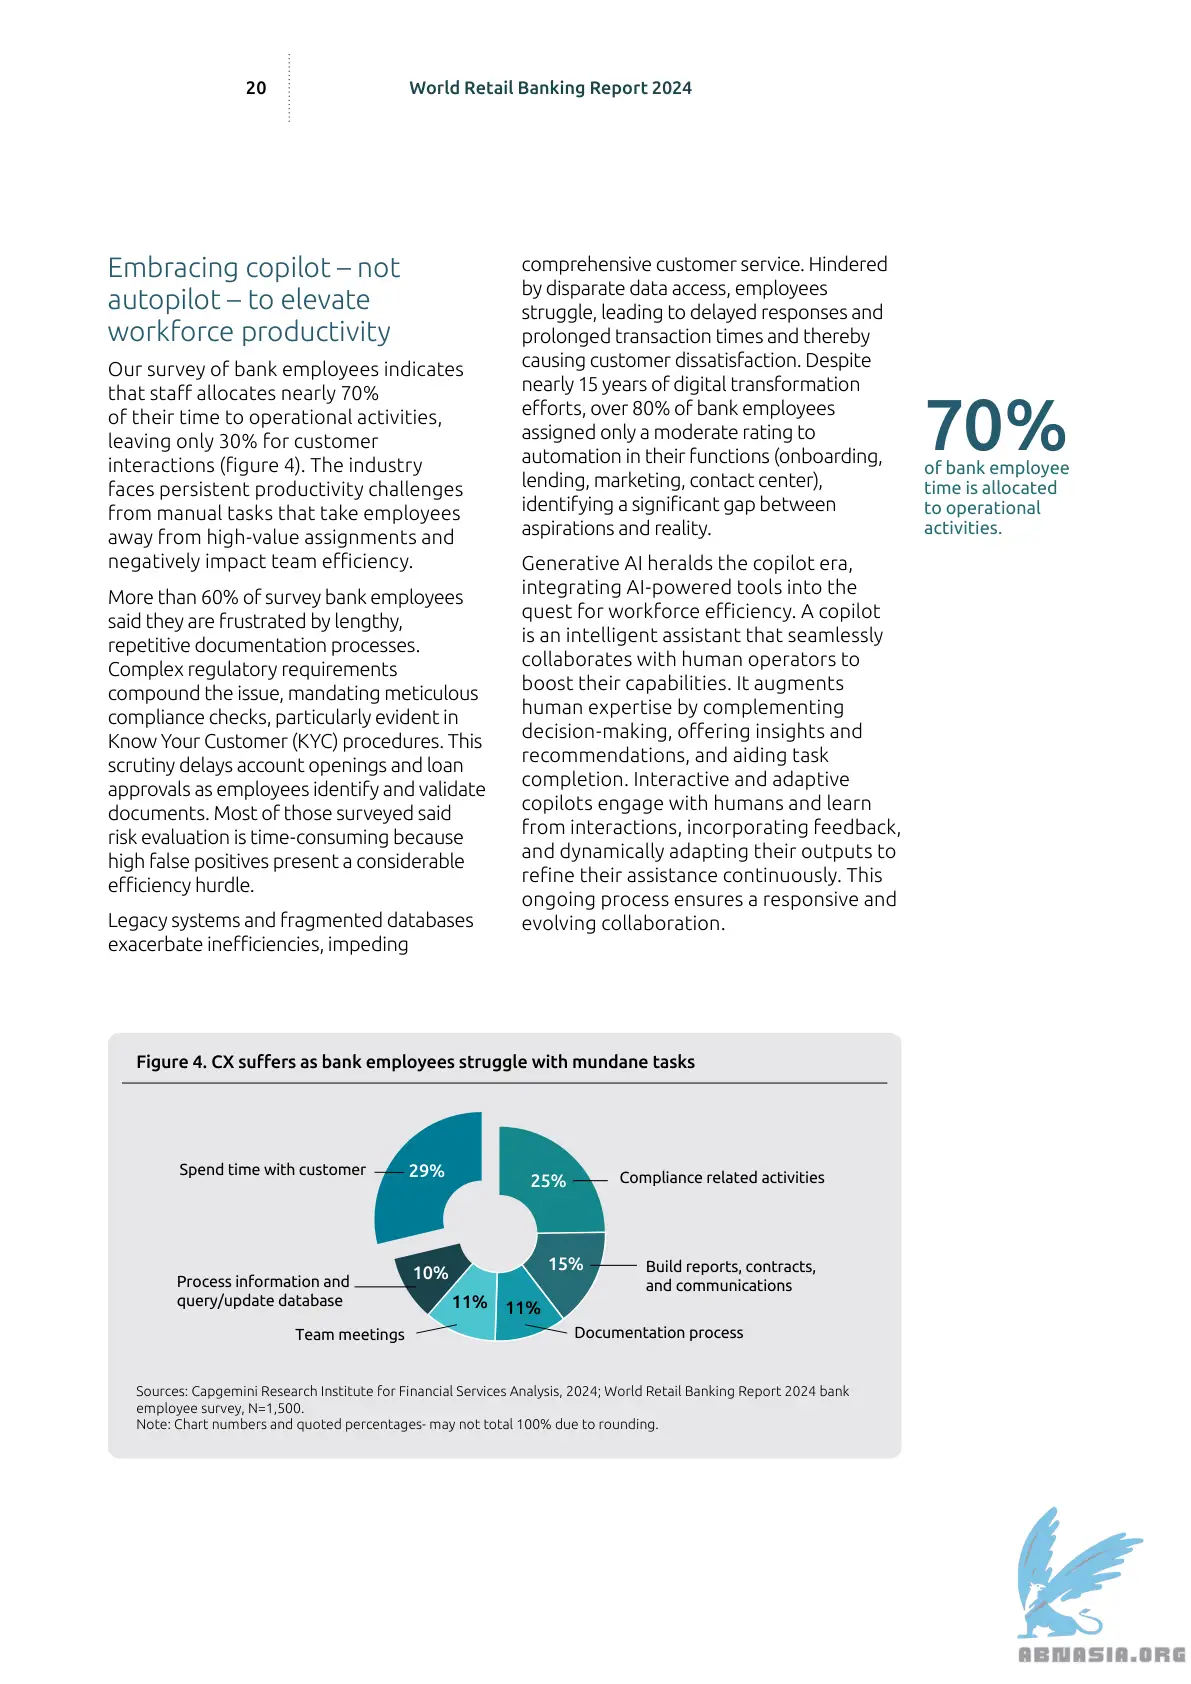 20
World Retail Banking Report 2024
Embracing copilot – not
autopilot – to elevate
workforce productivity
Our survey of bank employees indicates
that staff allocates nearly 70%
of their time to operational activities,
leaving only 30% for customer
interactions (figure 4). The industry
faces persistent productivity challenges
from manual tasks that take employees
away from high-value assignments and
negatively impact team efficiency.
More than 60% of survey bank employees
said they are frustrated by lengthy,
repetitive documentation processes.
Complex regulatory requirements
compound the issue, mandating meticulous
compliance checks, particularly evident in
Know Your Customer (KYC) procedures. This
scrutiny delays account openings and loan
approvals as employees identify and validate
documents. Most of those surveyed said
risk evaluation is time-consuming because
high false positives present a considerable
efficiency hurdle.
Legacy systems and fragmented databases
exacerbate inefficiencies, impeding
comprehensive customer service. Hindered
by disparate data access, employees
struggle, leading to delayed responses and
prolonged transaction times and thereby
causing customer dissatisfaction. Despite
nearly 15 years of digital transformation
efforts, over 80% of bank employees
assigned only a moderate rating to
automation in their functions (onboarding,
lending, marketing, contact center),
identifying a significant gap between
aspirations and reality.
Generative AI heralds the copilot era,
integrating AI-powered tools into the
quest for workforce efficiency. A copilot
is an intelligent assistant that seamlessly
collaborates with human operators to
boost their capabilities. It augments
human expertise by complementing
decision-making, offering insights and
recommendations, and aiding task
completion. Interactive and adaptive
copilots engage with humans and learn
from interactions, incorporating feedback,
and dynamically adapting their outputs to
refine their assistance continuously. This
ongoing process ensures a responsive and
evolving collaboration.
70%
of bank employee
time is allocated
to operational
activities.
Figure 4. CX suffers as bank employees struggle with mundane tasks
Spend time with customer
29%
25%
Compliance related activities
15%
Build reports, contracts,
and communications
Process information and
query/update database
10%
11%
11%
Team meetings
Documentation process
Sources: Capgemini Research Institute for Financial Services Analysis, 2024; World Retail Banking Report 2024 bank
employee survey, N=1,500.
Note: Chart numbers and quoted percentages- may not total 100% due to rounding.
ABNASIA.ORG